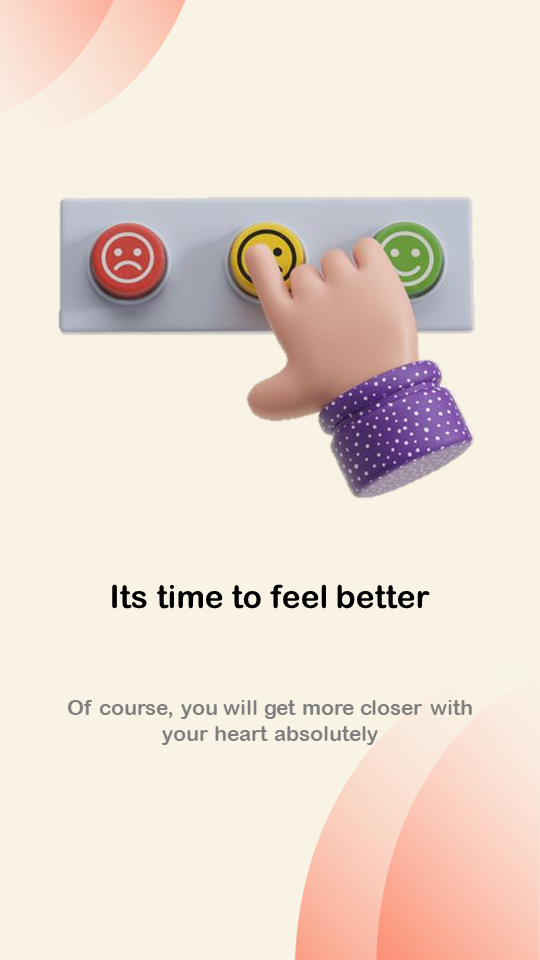 Its time to feel better
Of course, you will get more closer with
your heart absolutely